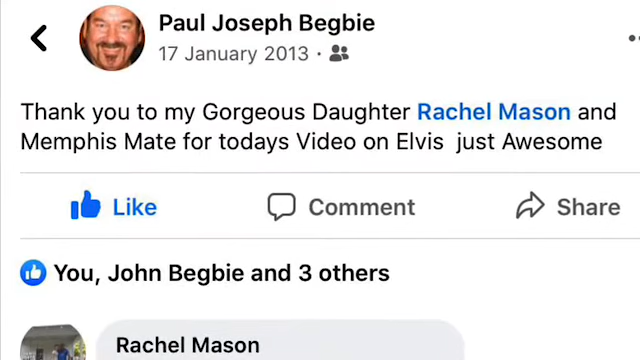 Paul Joseph Begbie
17 January 2013 ·
Thank you to my Gorgeous Daughter Rachel Mason and
Memphis Mate for todays Video on Elvis just Awesome
Like Comment Share
You, John Begbie and 3 others
Rachel Mason